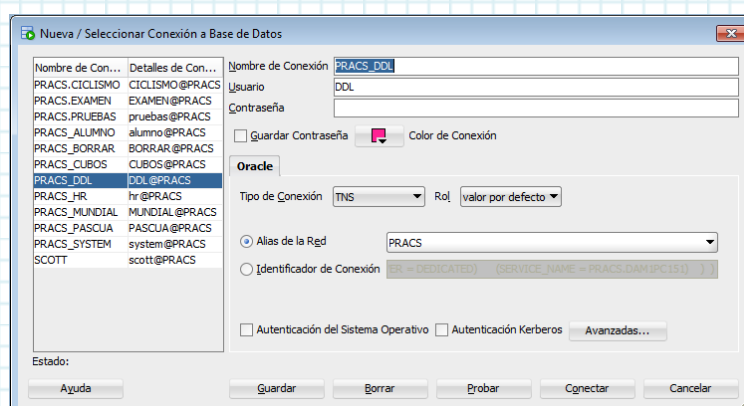 Nueva / Seleccionar Conexión a Base de Datos
Nombre de Con... Detalles de Con...
PRACS.CICLISMO CICLISMO@PRACS
PRACS.EXAMEN EXAMEN@PRACS
PRACS.PRUEBAS pruebas@PRACS
PRACS_ALUMNO alumno@PRACS
PRACS_BORRAR BORRAR@PRACS
PRACS_CUBOS CUBOS@PRACS
PRACS_DDL DDL@PRACS
PRACS_HR hr@PRACS
PRACS_MUNDIAL MUNDIAL@PRACS
PRACS_PASCUA PASCUA@PRACS
PRACS_SYSTEM system@PRACS
SCOTT scott@PRACS
Nombre de Conexión PRACS_DDL
Usuario DDL
Contraseña
Guardar Contraseña Color de Conexión
Oracle
Tipo de Conexión TNS Rol valor por defecto
Alias de la Red PRACS
Identificador de Conexión ER = DEDICATED) (SERVICE_NAME = PRACS.DAM1PC151) ) )
Autenticación del Sistema Operativo Autenticación Kerberos Avanzadas...
Estado:
Ayuda Guardar Borrar Probar Conectar Cancelar